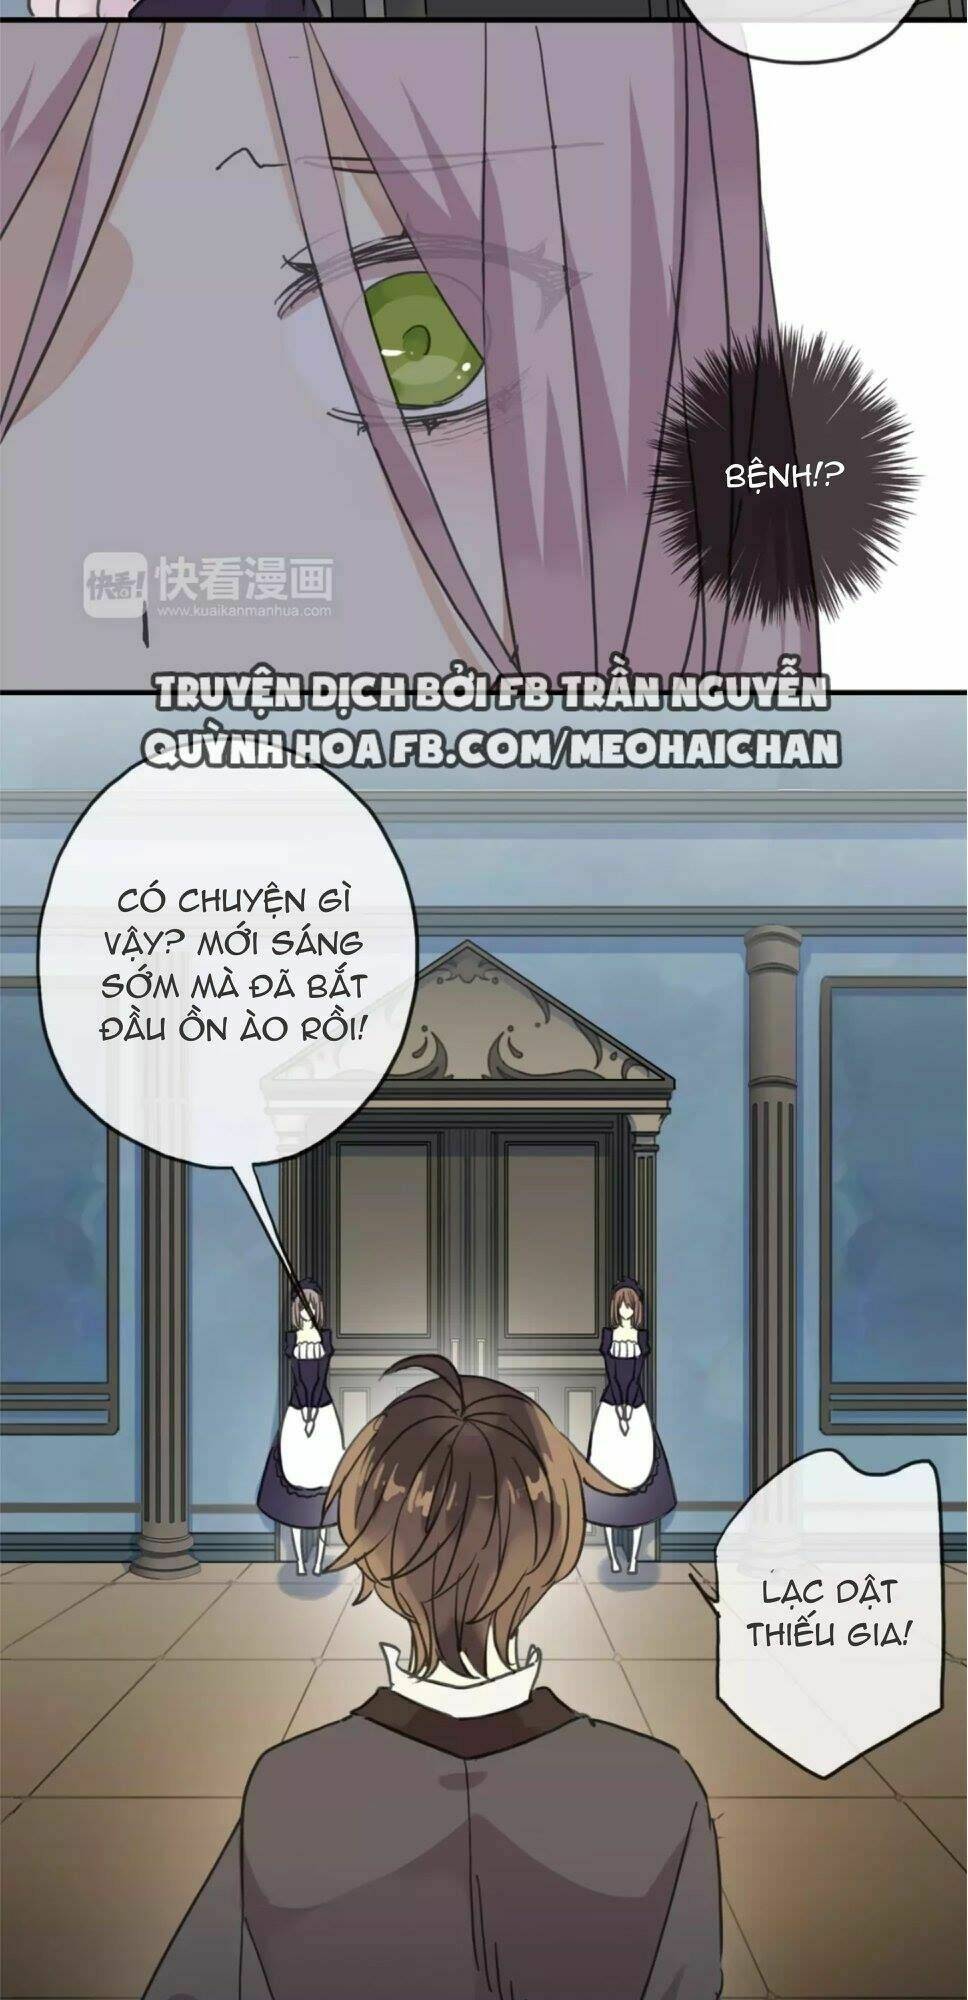 BỆNH!?
快看!
快看漫画
www.kuaikanmanhua.com
TRUYỆN DỊCH BỞI FB TRẦN NGUYỄN
QUỲNH HOA FB.COM/MEOHAICHAN
CÓ CHUYỆN GÌ
VẬY? MỚI SÁNG
SỚM MÀ ĐÃ BẮT
ĐẦU ỒN ÀO RỒI!
LẠC DẬT
THIẾU GIA!